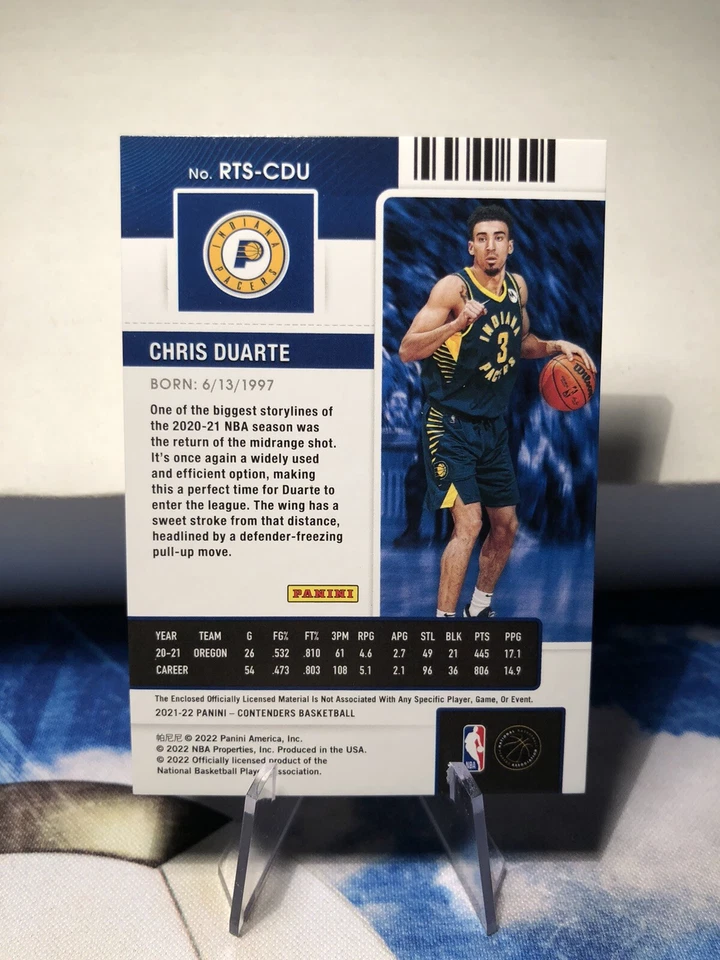 No. RTS-CDU
INDIANA
PACERS
CHRIS DUARTE
BORN: 6/13/1997
One of the biggest storylines of
the 2020-21 NBA season was
the return of the midrange shot.
It's once again a widely used
and efficient option, making
this a perfect time for Duarte to
enter the league. The wing has a
sweet stroke from that distance,
headlined by a defender-freezing
pull-up move.
PANINI
INDIANA
3
PACERS
Wilson
YEAR TEAM G FG% FT% 3PM RPG APG STL BLK PTS PPG
20-21 OREGON 26 .532 .810 61 4.6 2.7 49 21 445 17.1
CAREER 54 .473 .803 108 5.1 2.1 96 36 806 14.9
The Enclosed Officially Licensed Material Is Not Associated With Any Specific Player, Game, Or Event.
2021-22 PANINI – CONTENDERS BASKETBALL
帕尼尼 © 2022 Panini America, Inc.
© 2022 NBA Properties, Inc. Produced in the USA.
© 2022 Officially licensed product of the
National Basketball Players Association.
NBA